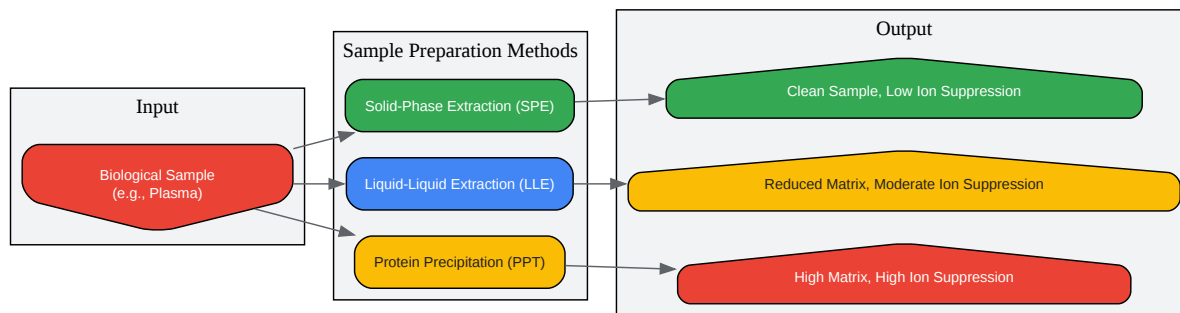 Input
Biological Sample
(e.g., Plasma)
Sample Preparation Methods
Solid-Phase Extraction (SPE)
Liquid-Liquid Extraction (LLE)
Protein Precipitation (PPT)
Output
Clean Sample, Low Ion Suppression
Reduced Matrix, Moderate Ion Suppression
High Matrix, High Ion Suppression